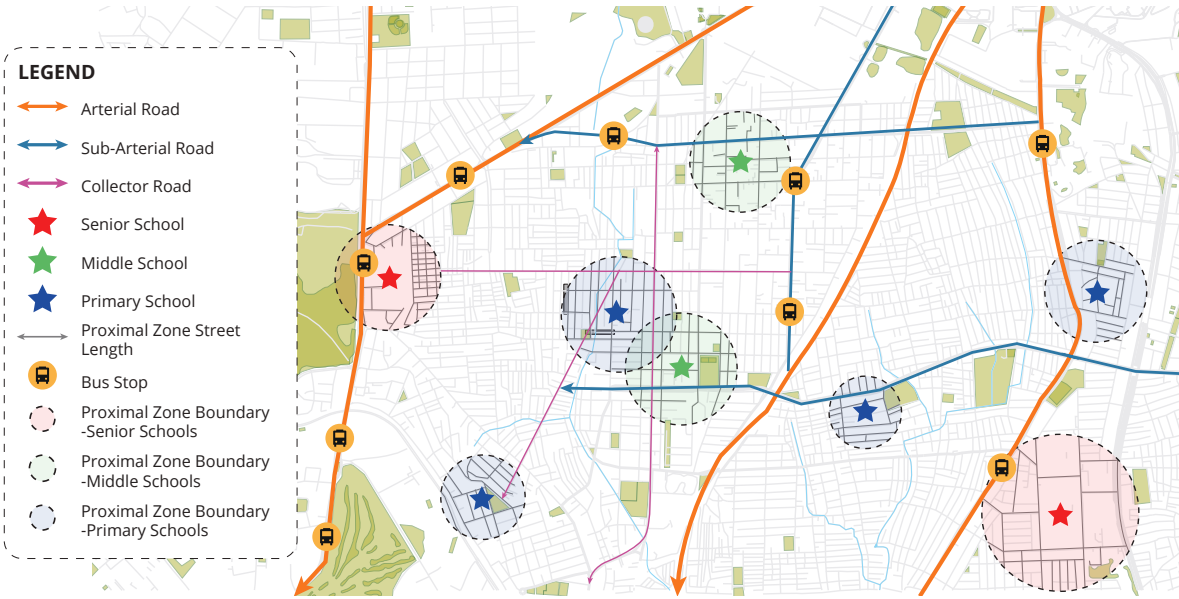 LEGEND
Arterial Road
Sub-Arterial Road
Collector Road
Senior School
Middle School
Primary School
Proximal Zone Street
Length
Bus Stop
Proximal Zone Boundary
-Senior Schools
Proximal Zone Boundary
-Middle Schools
Proximal Zone Boundary
-Primary Schools